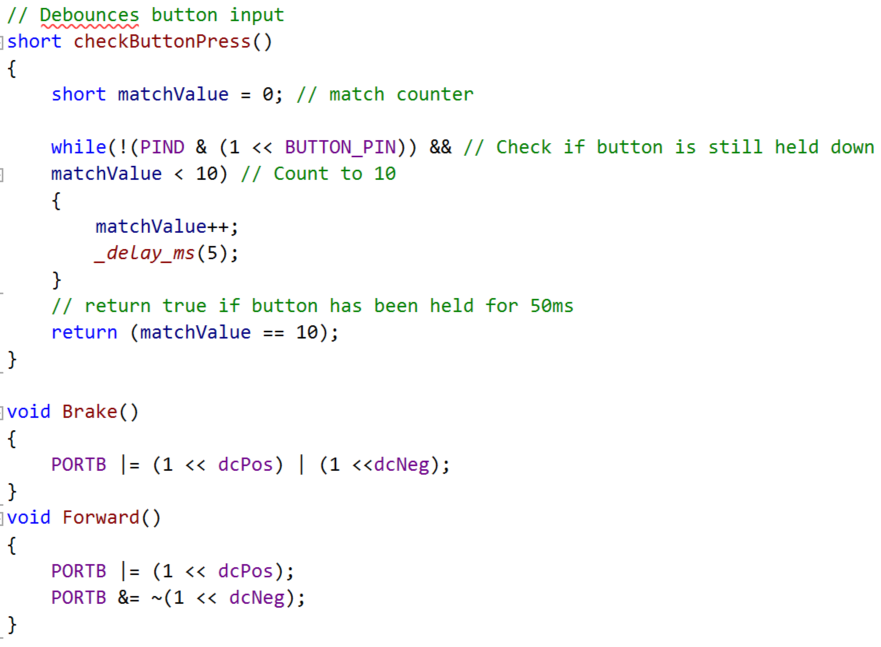 // Debounces button input
short checkButtonPress()
{
    short matchValue = 0; // match counter

    while(!(PIND & (1 << BUTTON_PIN)) && // Check if button is still held down
    matchValue < 10) // Count to 10
    {
        matchValue++;
        _delay_ms(5);
    }
    // return true if button has been held for 50ms
    return (matchValue == 10);
}

void Brake()
{
    PORTB |= (1 << dcPos) | (1 <<dcNeg);
}
void Forward()
{
    PORTB |= (1 << dcPos);
    PORTB &= ~(1 << dcNeg);
}